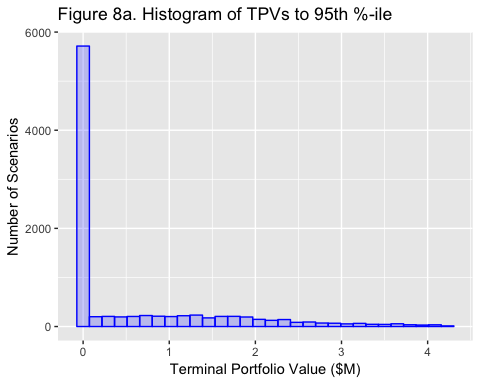 Figure 8a. Histogram of TPVs to 95th %-ile
6000
4000
2000
0
Number of Scenarios
0 1 2 3 4
Terminal Portfolio Value ($M)